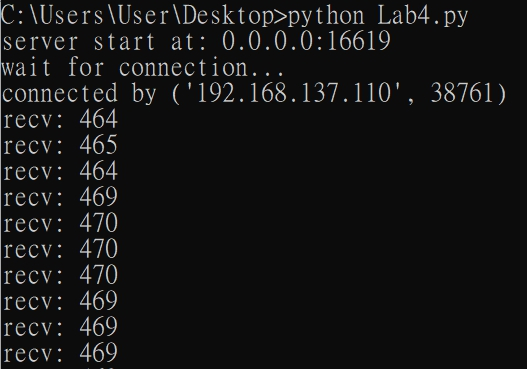 C:\Users\User\Desktop>python Lab4.py
server start at: 0.0.0.0:16619
wait for connection...
connected by ('192.168.137.110', 38761)
recv: 464
recv: 465
recv: 464
recv: 469
recv: 470
recv: 470
recv: 470
recv: 469
recv: 469
recv: 469